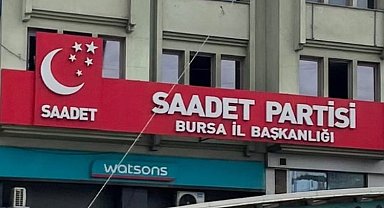 SAADET
SAADET PARTİSİ
BURSA İL BAŞKANLIĞI
watsons